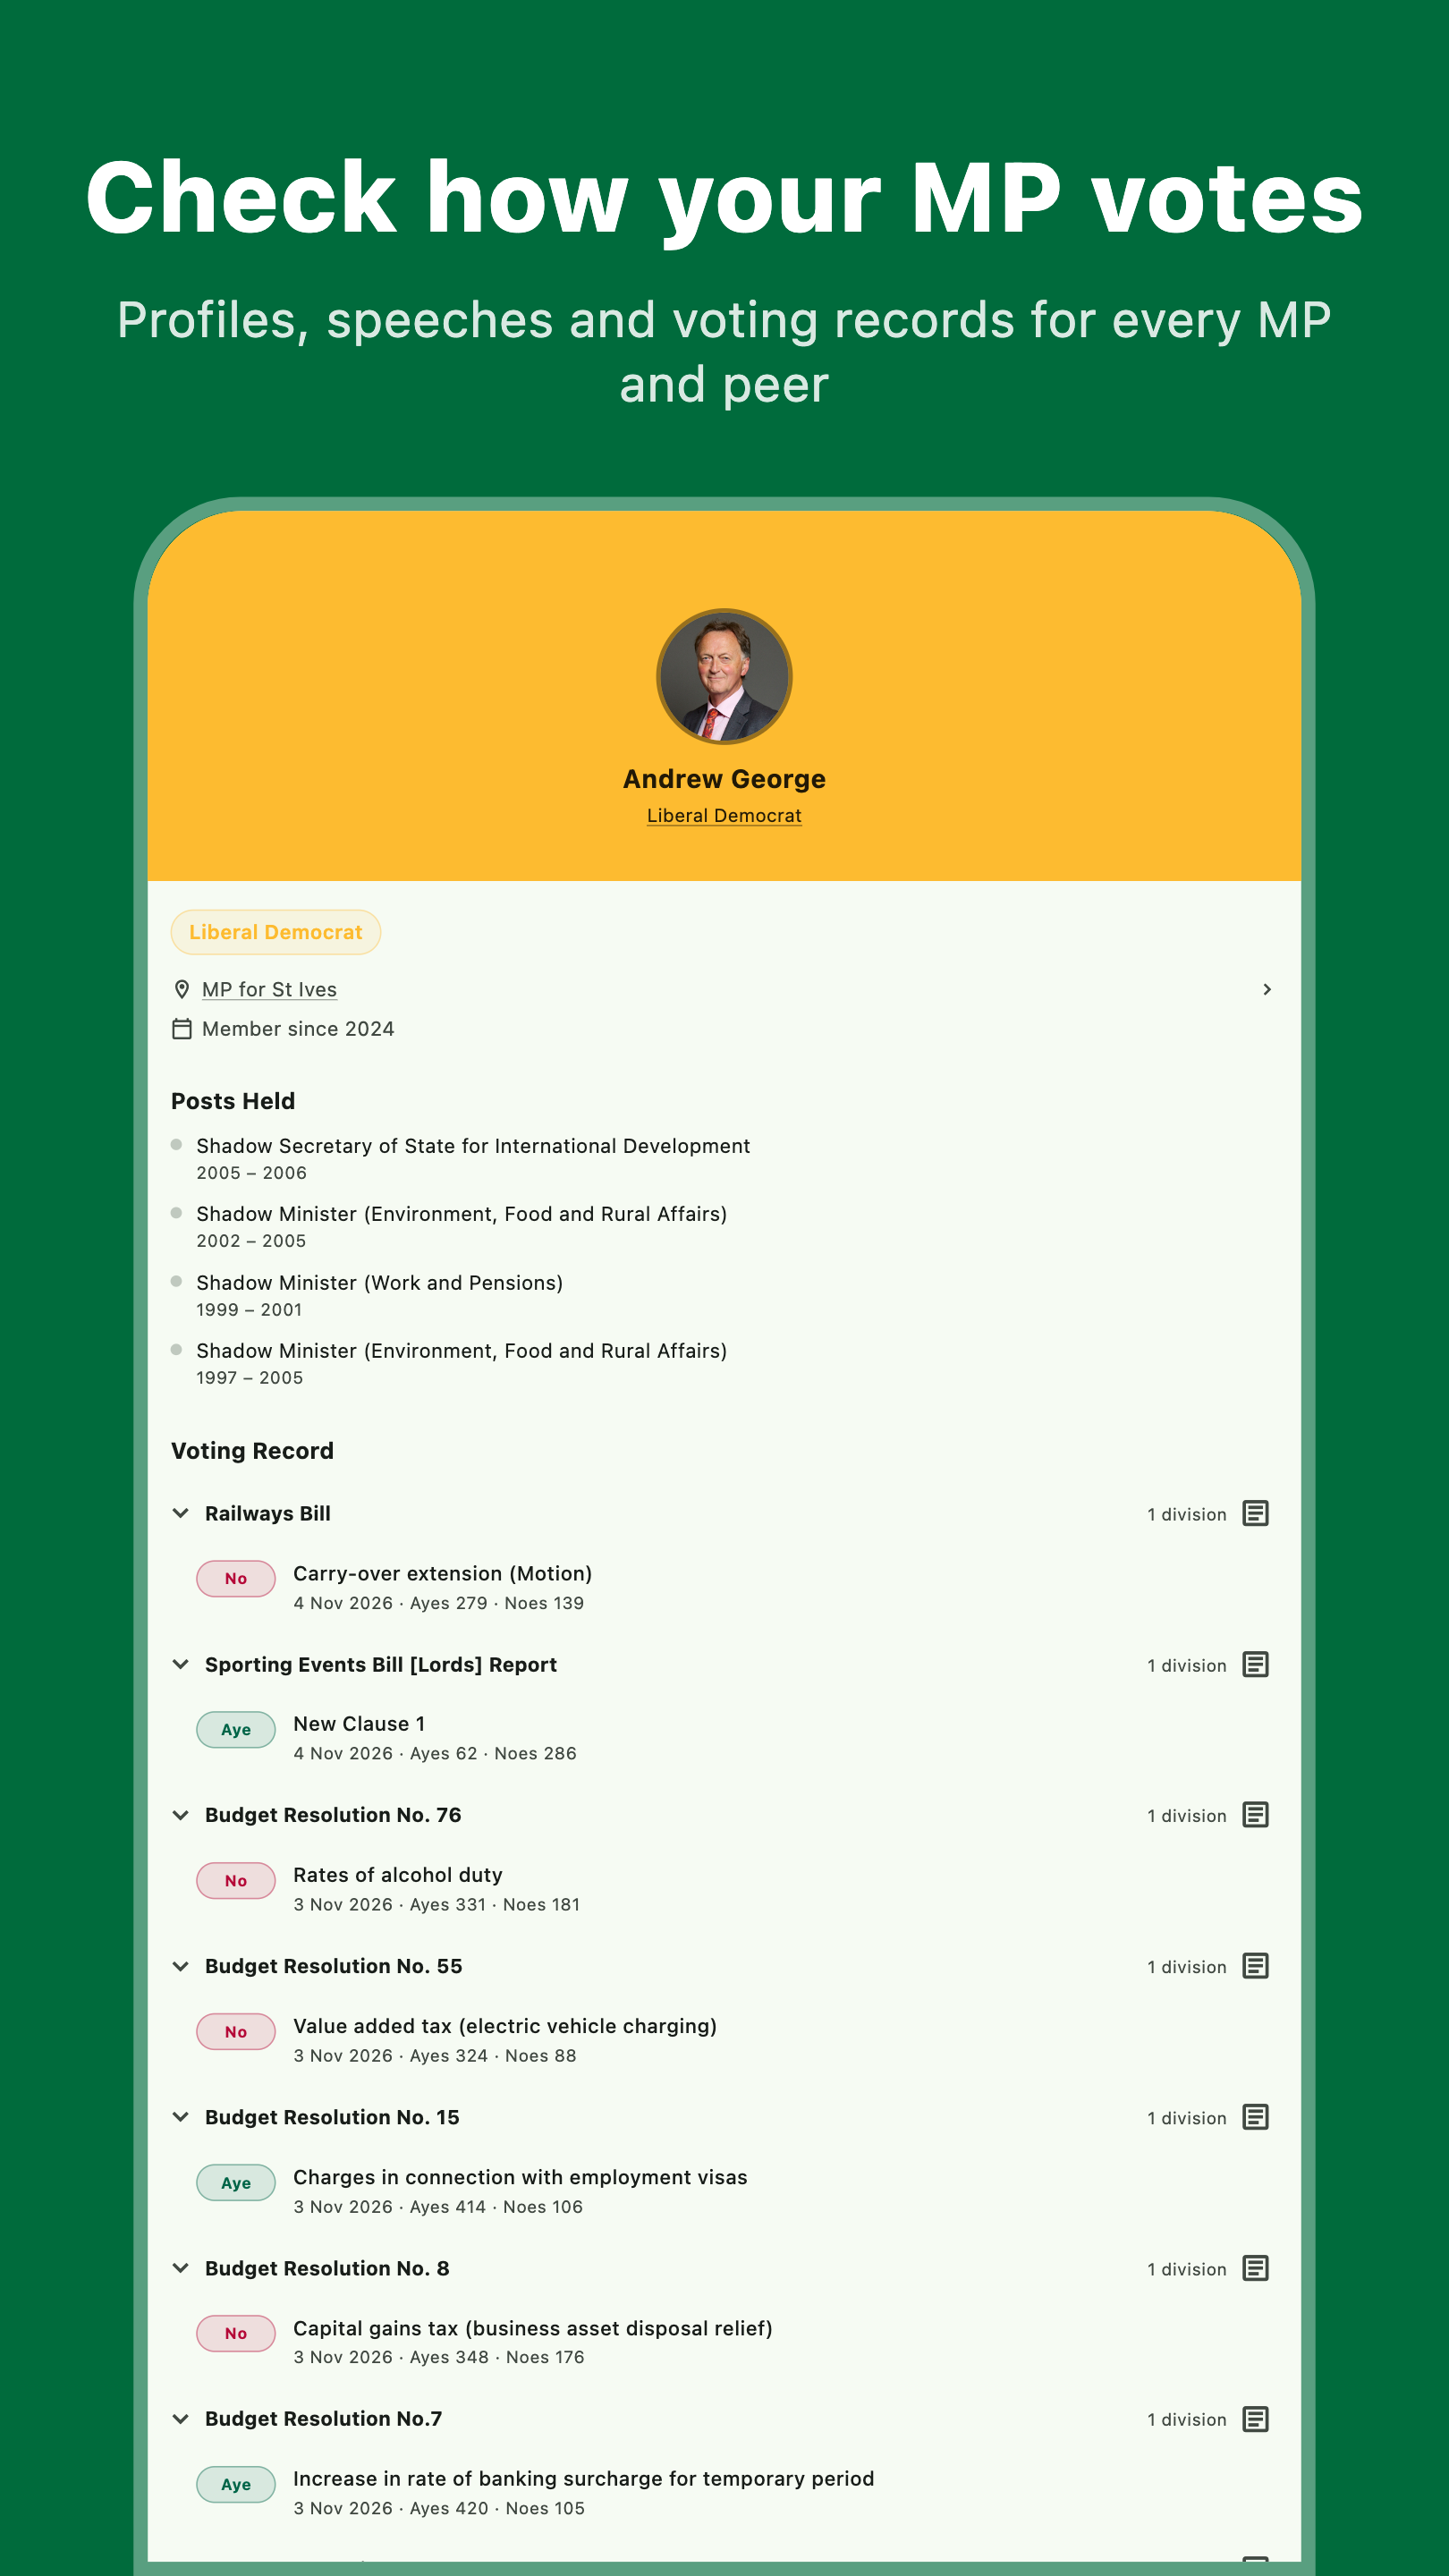 Check how your MP votes
Profiles, speeches and voting records for every MP
and peer
Andrew George
Liberal Democrat
Liberal Democrat
MP for St Ives
Member since 2024
Posts Held
Shadow Secretary of State for International Development
2005 – 2006
Shadow Minister (Environment, Food and Rural Affairs)
2002 – 2005
Shadow Minister (Work and Pensions)
1999 – 2001
Shadow Minister (Environment, Food and Rural Affairs)
1997 – 2005
Voting Record
Railways Bill 1 division
No Carry-over extension (Motion)
4 Nov 2026 · Ayes 279 · Noes 139
Sporting Events Bill [Lords] Report 1 division
Aye New Clause 1
4 Nov 2026 · Ayes 62 · Noes 286
Budget Resolution No. 76 1 division
No Rates of alcohol duty
3 Nov 2026 · Ayes 331 · Noes 181
Budget Resolution No. 55 1 division
No Value added tax (electric vehicle charging)
3 Nov 2026 · Ayes 324 · Noes 88
Budget Resolution No. 15 1 division
Aye Charges in connection with employment visas
3 Nov 2026 · Ayes 414 · Noes 106
Budget Resolution No. 8 1 division
No Capital gains tax (business asset disposal relief)
3 Nov 2026 · Ayes 348 · Noes 176
Budget Resolution No.7 1 division
Aye Increase in rate of banking surcharge for temporary period
3 Nov 2026 · Ayes 420 · Noes 105